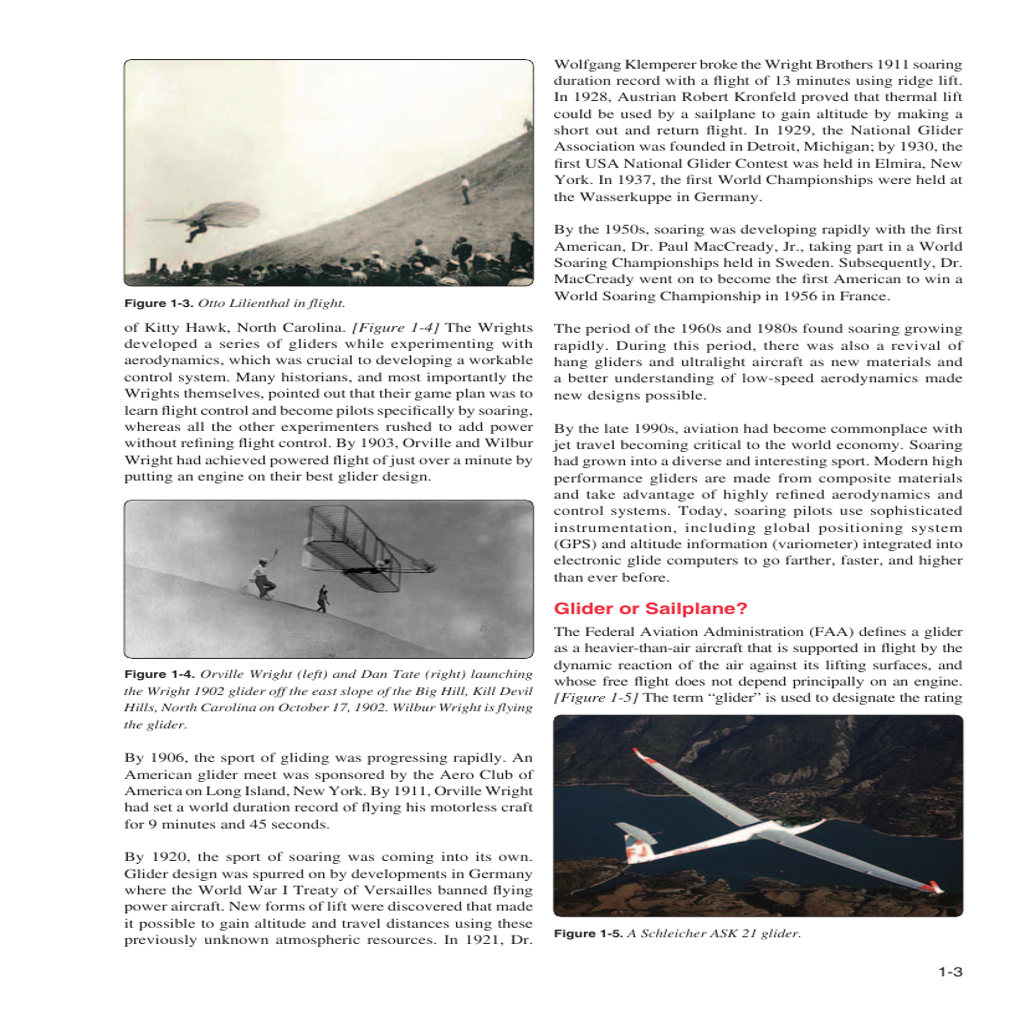 Figure 1-3. Otto Lilienthal in flight.
of Kitty Hawk, North Carolina. [Figure 1-4] The Wrights
developed a series of gliders while experimenting with
aerodynamics, which was crucial to developing a workable
control system. Many historians, and most importantly the
Wrights themselves, pointed out that their game plan was to
learn flight control and become pilots specifically by soaring,
whereas all the other experimenters rushed to add power
without refining flight control. By 1903, Orville and Wilbur
Wright had achieved powered flight of just over a minute by
putting an engine on their best glider design.
Figure 1-4. Orville Wright (left) and Dan Tate (right) launching
the Wright 1902 glider off the east slope of the Big Hill, Kill Devil
Hills, North Carolina on October 17, 1902. Wilbur Wright is flying
the glider.
By 1906, the sport of gliding was progressing rapidly. An
American glider meet was sponsored by the Aero Club of
America on Long Island, New York. By 1911, Orville Wright
had set a world duration record of flying his motorless craft
for 9 minutes and 45 seconds.
By 1920, the sport of soaring was coming into its own.
Glider design was spurred on by developments in Germany
where the World War I Treaty of Versailles banned flying
power aircraft. New forms of lift were discovered that made
it possible to gain altitude and travel distances using these
previously unknown atmospheric resources. In 1921, Dr.
Wolfgang Klemperer broke the Wright Brothers 1911 soaring
duration record with a flight of 13 minutes using ridge lift.
In 1928, Austrian Robert Kronfeld proved that thermal lift
could be used by a sailplane to gain altitude by making a
short out and return flight. In 1929, the National Glider
Association was founded in Detroit, Michigan; by 1930, the
first USA National Glider Contest was held in Elmira, New
York. In 1937, the first World Championships were held at
the Wasserkuppe in Germany.
By the 1950s, soaring was developing rapidly with the first
American, Dr. Paul MacCready, Jr., taking part in a World
Soaring Championships held in Sweden. Subsequently, Dr.
MacCready went on to become the first American to win a
World Soaring Championship in 1956 in France.
The period of the 1960s and 1980s found soaring growing
rapidly. During this period, there was also a revival of
hang gliders and ultralight aircraft as new materials and
a better understanding of low-speed aerodynamics made
new designs possible.
By the late 1990s, aviation had become commonplace with
jet travel becoming critical to the world economy. Soaring
had grown into a diverse and interesting sport. Modern high
performance gliders are made from composite materials
and take advantage of highly refined aerodynamics and
control systems. Today, soaring pilots use sophisticated
instrumentation, including global positioning system
(GPS) and altitude information (variometer) integrated into
electronic glide computers to go farther, faster, and higher
than ever before.
Glider or Sailplane?
The Federal Aviation Administration (FAA) defines a glider
as a heavier-than-air aircraft that is supported in flight by the
dynamic reaction of the air against its lifting surfaces, and
whose free flight does not depend principally on an engine.
[Figure 1-5] The term “glider” is used to designate the rating
FJ
Figure 1-5. A Schleicher ASK 21 glider.
1-3